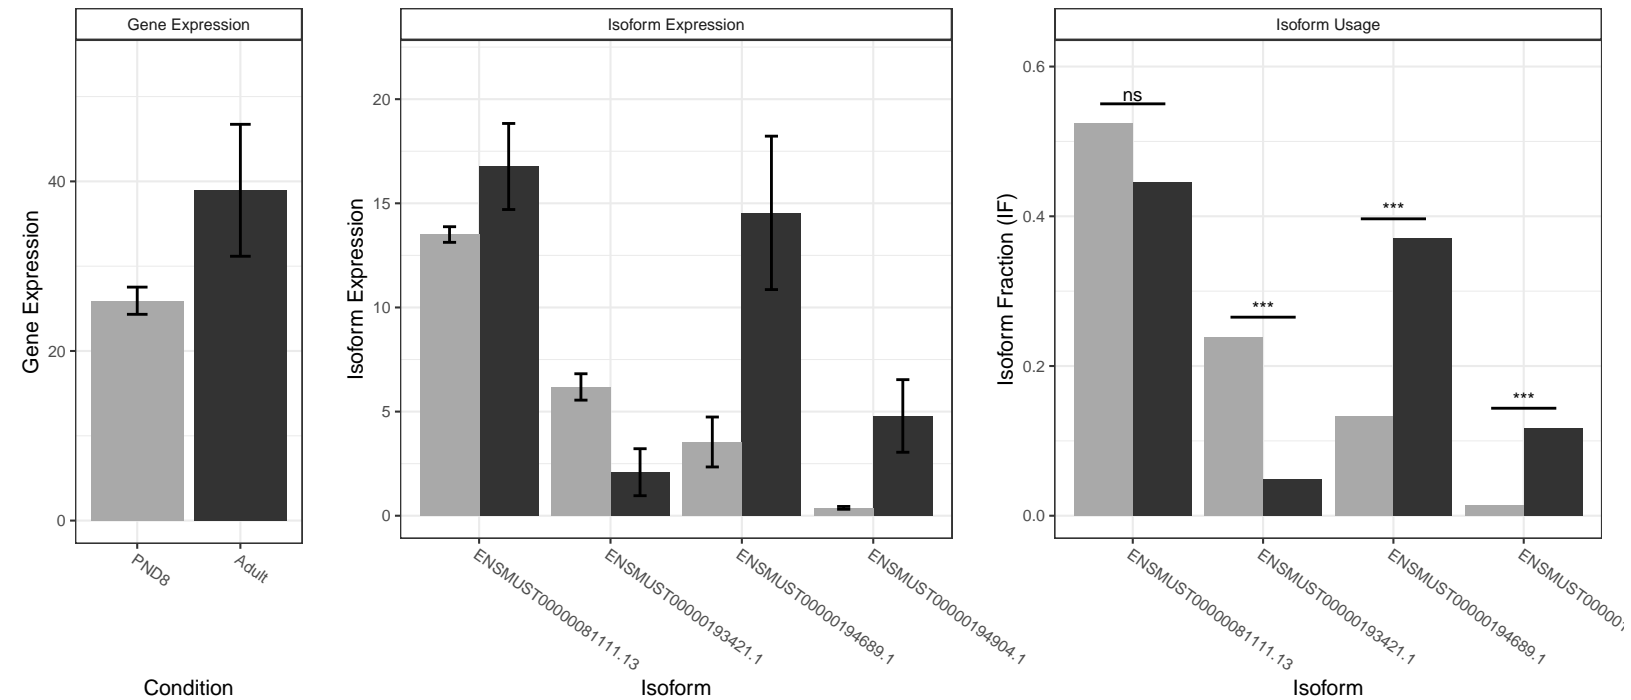 Gene Expression
Gene Expression
40
20
0
PND8
Adult
Condition
Isoform Expression
Isoform Expression
20
15
10
5
0
ENSMUST00000081111.13
ENSMUST00000193421.1
ENSMUST00000194689.1
ENSMUST00000194904.1
Isoform
Isoform Usage
Isoform Fraction (IF)
0.6
0.4
0.2
0.0
ns
***
***
***
ENSMUST00000081111.13
ENSMUST00000193421.1
ENSMUST00000194689.1
Isoform